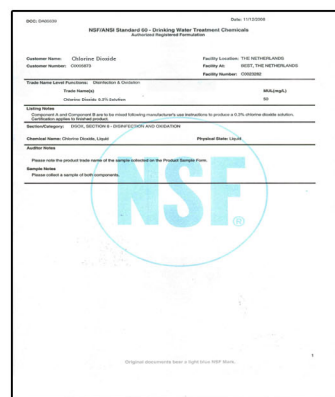 DOC: DN00030
Date: 11/12/2008
NSF/ANSI Standard 60 - Drinking Water Treatment Chemicals
Authorized Registered Formulation
Customer Name: Chlorine Dioxide
Facility Location: THE NETHERLANDS
Customer Number:
Facility At: WEST, THE NETHERLANDS
Facility Number:
Trade Name Level Functions: Disinfection & Oxidation
Trade Name(s)
MUL(mg/L)
Chlorine Dioxide 0.3% Solution
Listing Notes
Component A and Component B are to be mixed following manufacturer's use instructions to produce a 0.3% chlorine dioxide solution.
Certification applies to finished product.
Section/Category: DSOX, SECTION 6 - DISINFECTION AND OXIDATION
Chemical Name: Chlorine Dioxide, Liquid
Physical State: Liquid
Auditor Notes
Please note the product trade name of the sample collected on the Product Sample Form.
Sample Notes
Please collect a sample of both components.
NSF®
Original documents bear a light blue NSF Mark.